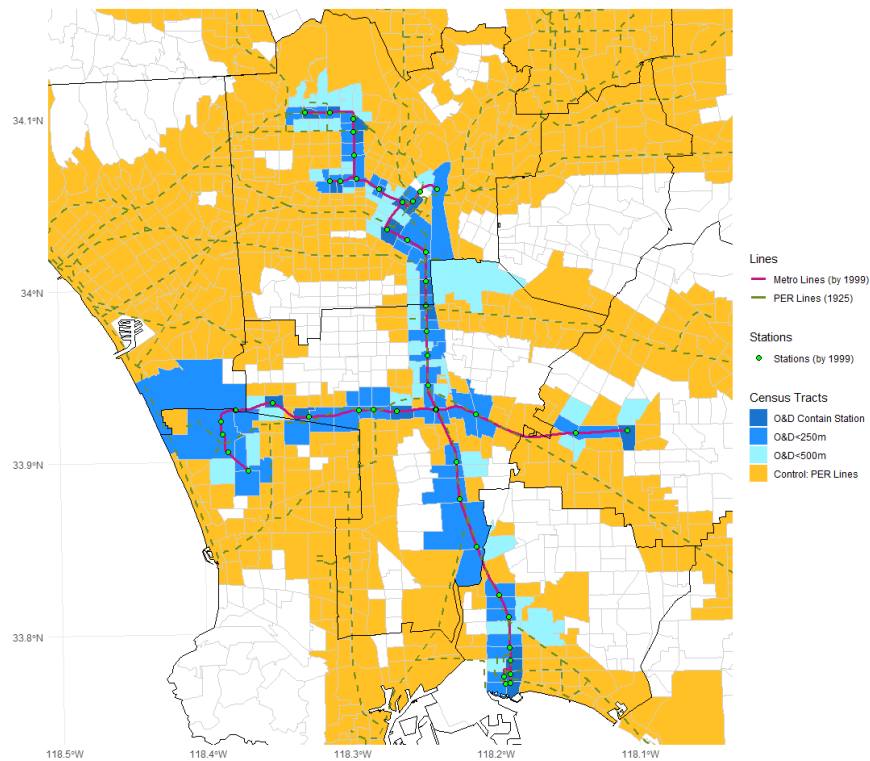 34.1°N
34°N
33.9°N
33.8°N
118.5°W
118.4°W
118.3°W
118.2°W
118.1°W
Lines
Metro Lines (by 1999)
PER Lines (1925)
Stations
Stations (by 1999)
Census Tracts
O&D Contain Station
O&D<250m
O&D<500m
Control: PER Lines